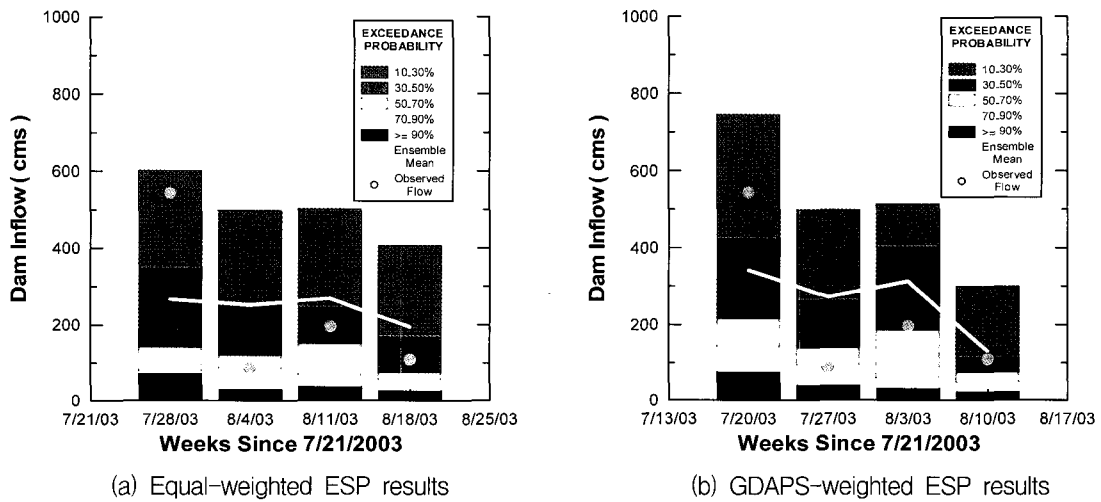 1000
800
600
400
200
0
Dam Inflow ( cms )
EXCEEDANCE
PROBABILITY
10-30%
30-50%
50-70%
70-90%
>= 90%
Ensemble
Mean
Observed
Flow
7/21/03 7/28/03 8/4/03 8/11/03 8/18/03 8/25/03
Weeks Since 7/21/2003
(a) Equal-weighted ESP results
1000
800
600
400
200
0
Dam Inflow ( cms )
EXCEEDANCE
PROBABILITY
10-30%
30-50%
50-70%
70-90%
>= 90%
Ensemble
Mean
Observed
Flow
7/13/03 7/20/03 7/27/03 8/3/03 8/10/03 8/17/03
Weeks Since 7/21/2003
(b) GDAPS-weighted ESP results